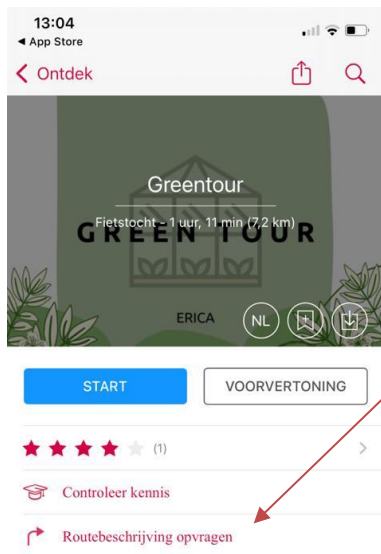 13:04
App Store
Ontdek
Greentour
Fietstocht - 1 uur, 11 min (7,2 km)
GREEN TOUR
ERICA
NL
START
VOORVERTONING
(1)
Controleer kennis
Routebeschrijving opvragen